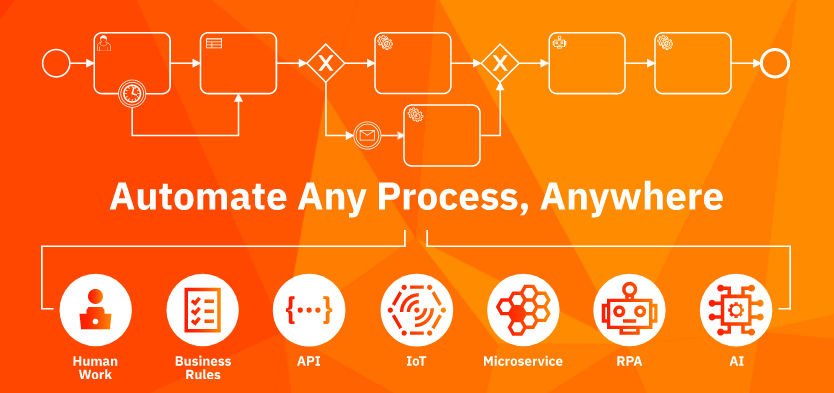 Automate Any Process, Anywhere
Human
Work
Business
Rules
API
IoT
Microservice
RPA
AI